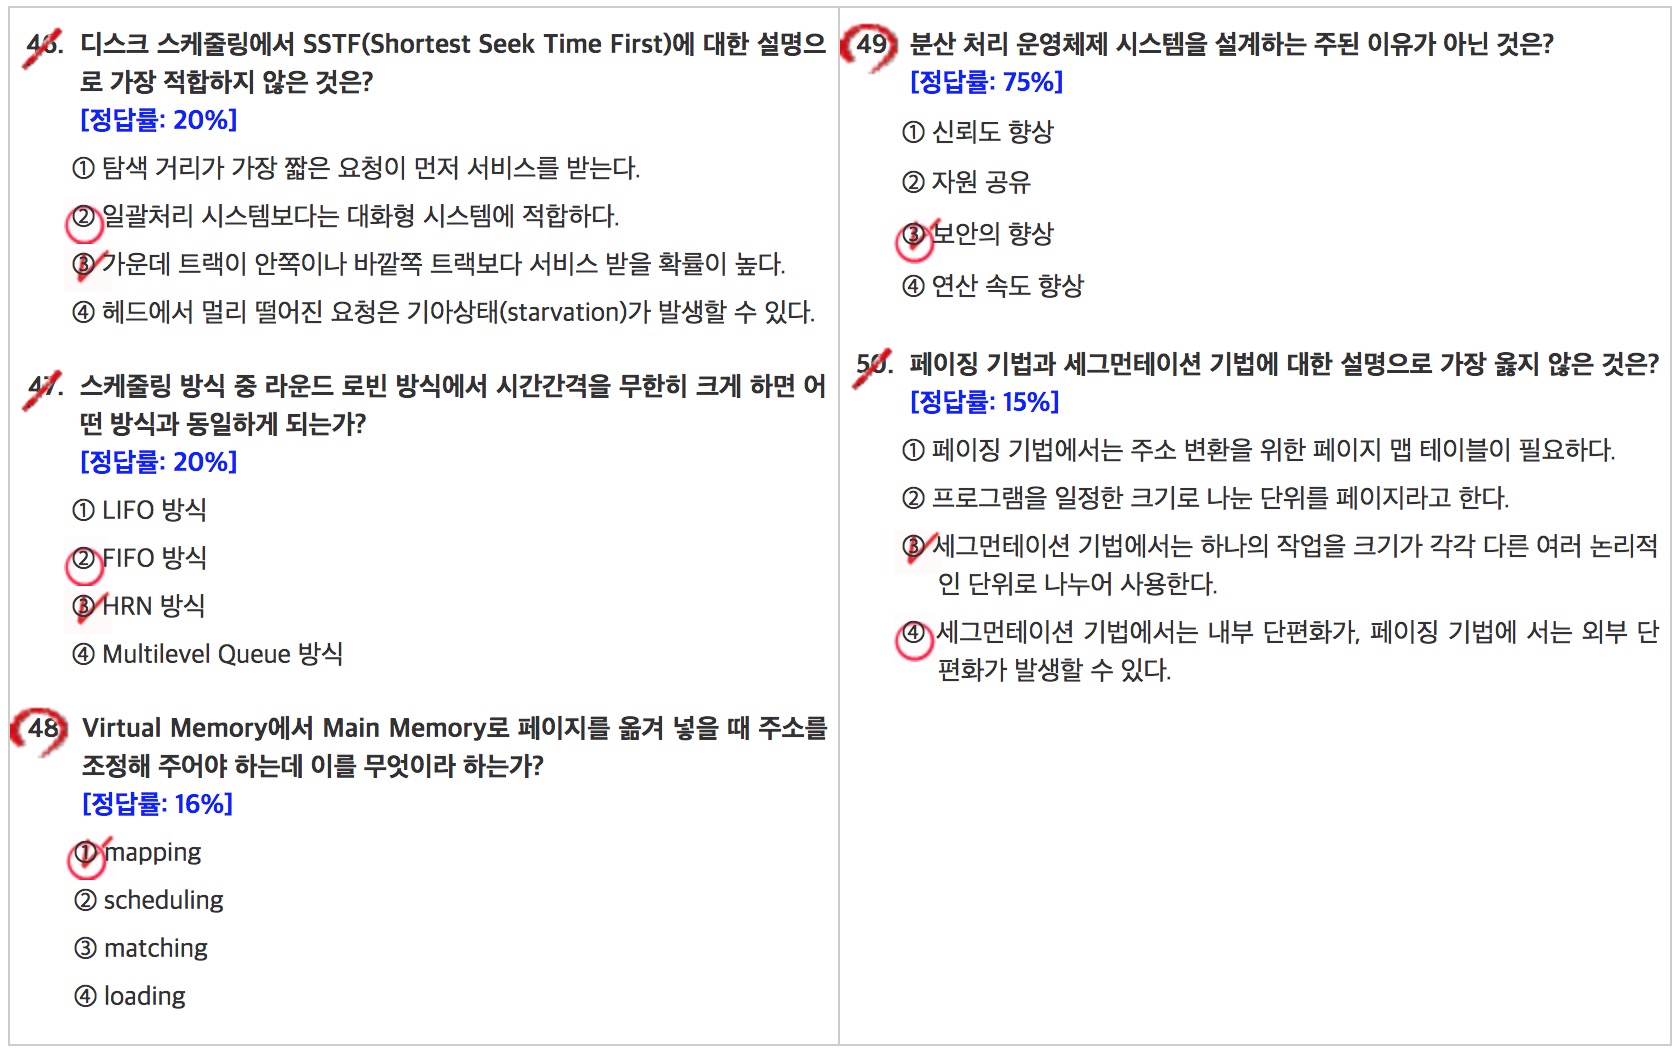 46. 디스크 스케줄링에서 SSTF(Shortest Seek Time First)에 대한 설명으
로 가장 적합하지 않은 것은?
[정답률: 20%]
① 탐색 거리가 가장 짧은 요청이 먼저 서비스를 받는다.
② 일괄처리 시스템보다는 대화형 시스템에 적합하다.
③ 가운데 트랙이 안쪽이나 바깥쪽 트랙보다 서비스 받을 확률이 높다.
④ 헤드에서 멀리 떨어진 요청은 기아상태(starvation)가 발생할 수 있다.
47. 스케줄링 방식 중 라운드 로빈 방식에서 시간간격을 무한히 크게 하면 어
떤 방식과 동일하게 되는가?
[정답률: 20%]
① LIFO 방식
② FIFO 방식
③ HRN 방식
④ Multilevel Queue 방식
48 Virtual Memory에서 Main Memory로 페이지를 옮겨 넣을 때 주소를
조정해 주어야 하는데 이를 무엇이라 하는가?
[정답률: 16%]
① mapping
② scheduling
③ matching
④ loading
49 분산 처리 운영체제 시스템을 설계하는 주된 이유가 아닌 것은?
[정답률: 75%]
① 신뢰도 향상
② 자원 공유
③ 보안의 향상
④ 연산 속도 향상
50. 페이징 기법과 세그먼테이션 기법에 대한 설명으로 가장 옳지 않은 것은?
[정답률: 15%]
① 페이징 기법에서는 주소 변환을 위한 페이지 맵 테이블이 필요하다.
② 프로그램을 일정한 크기로 나눈 단위를 페이지라고 한다.
③ 세그먼테이션 기법에서는 하나의 작업을 크기가 각각 다른 여러 논리적
인 단위로 나누어 사용한다.
④ 세그먼테이션 기법에서는 내부 단편화가, 페이징 기법에 서는 외부 단
편화가 발생할 수 있다.